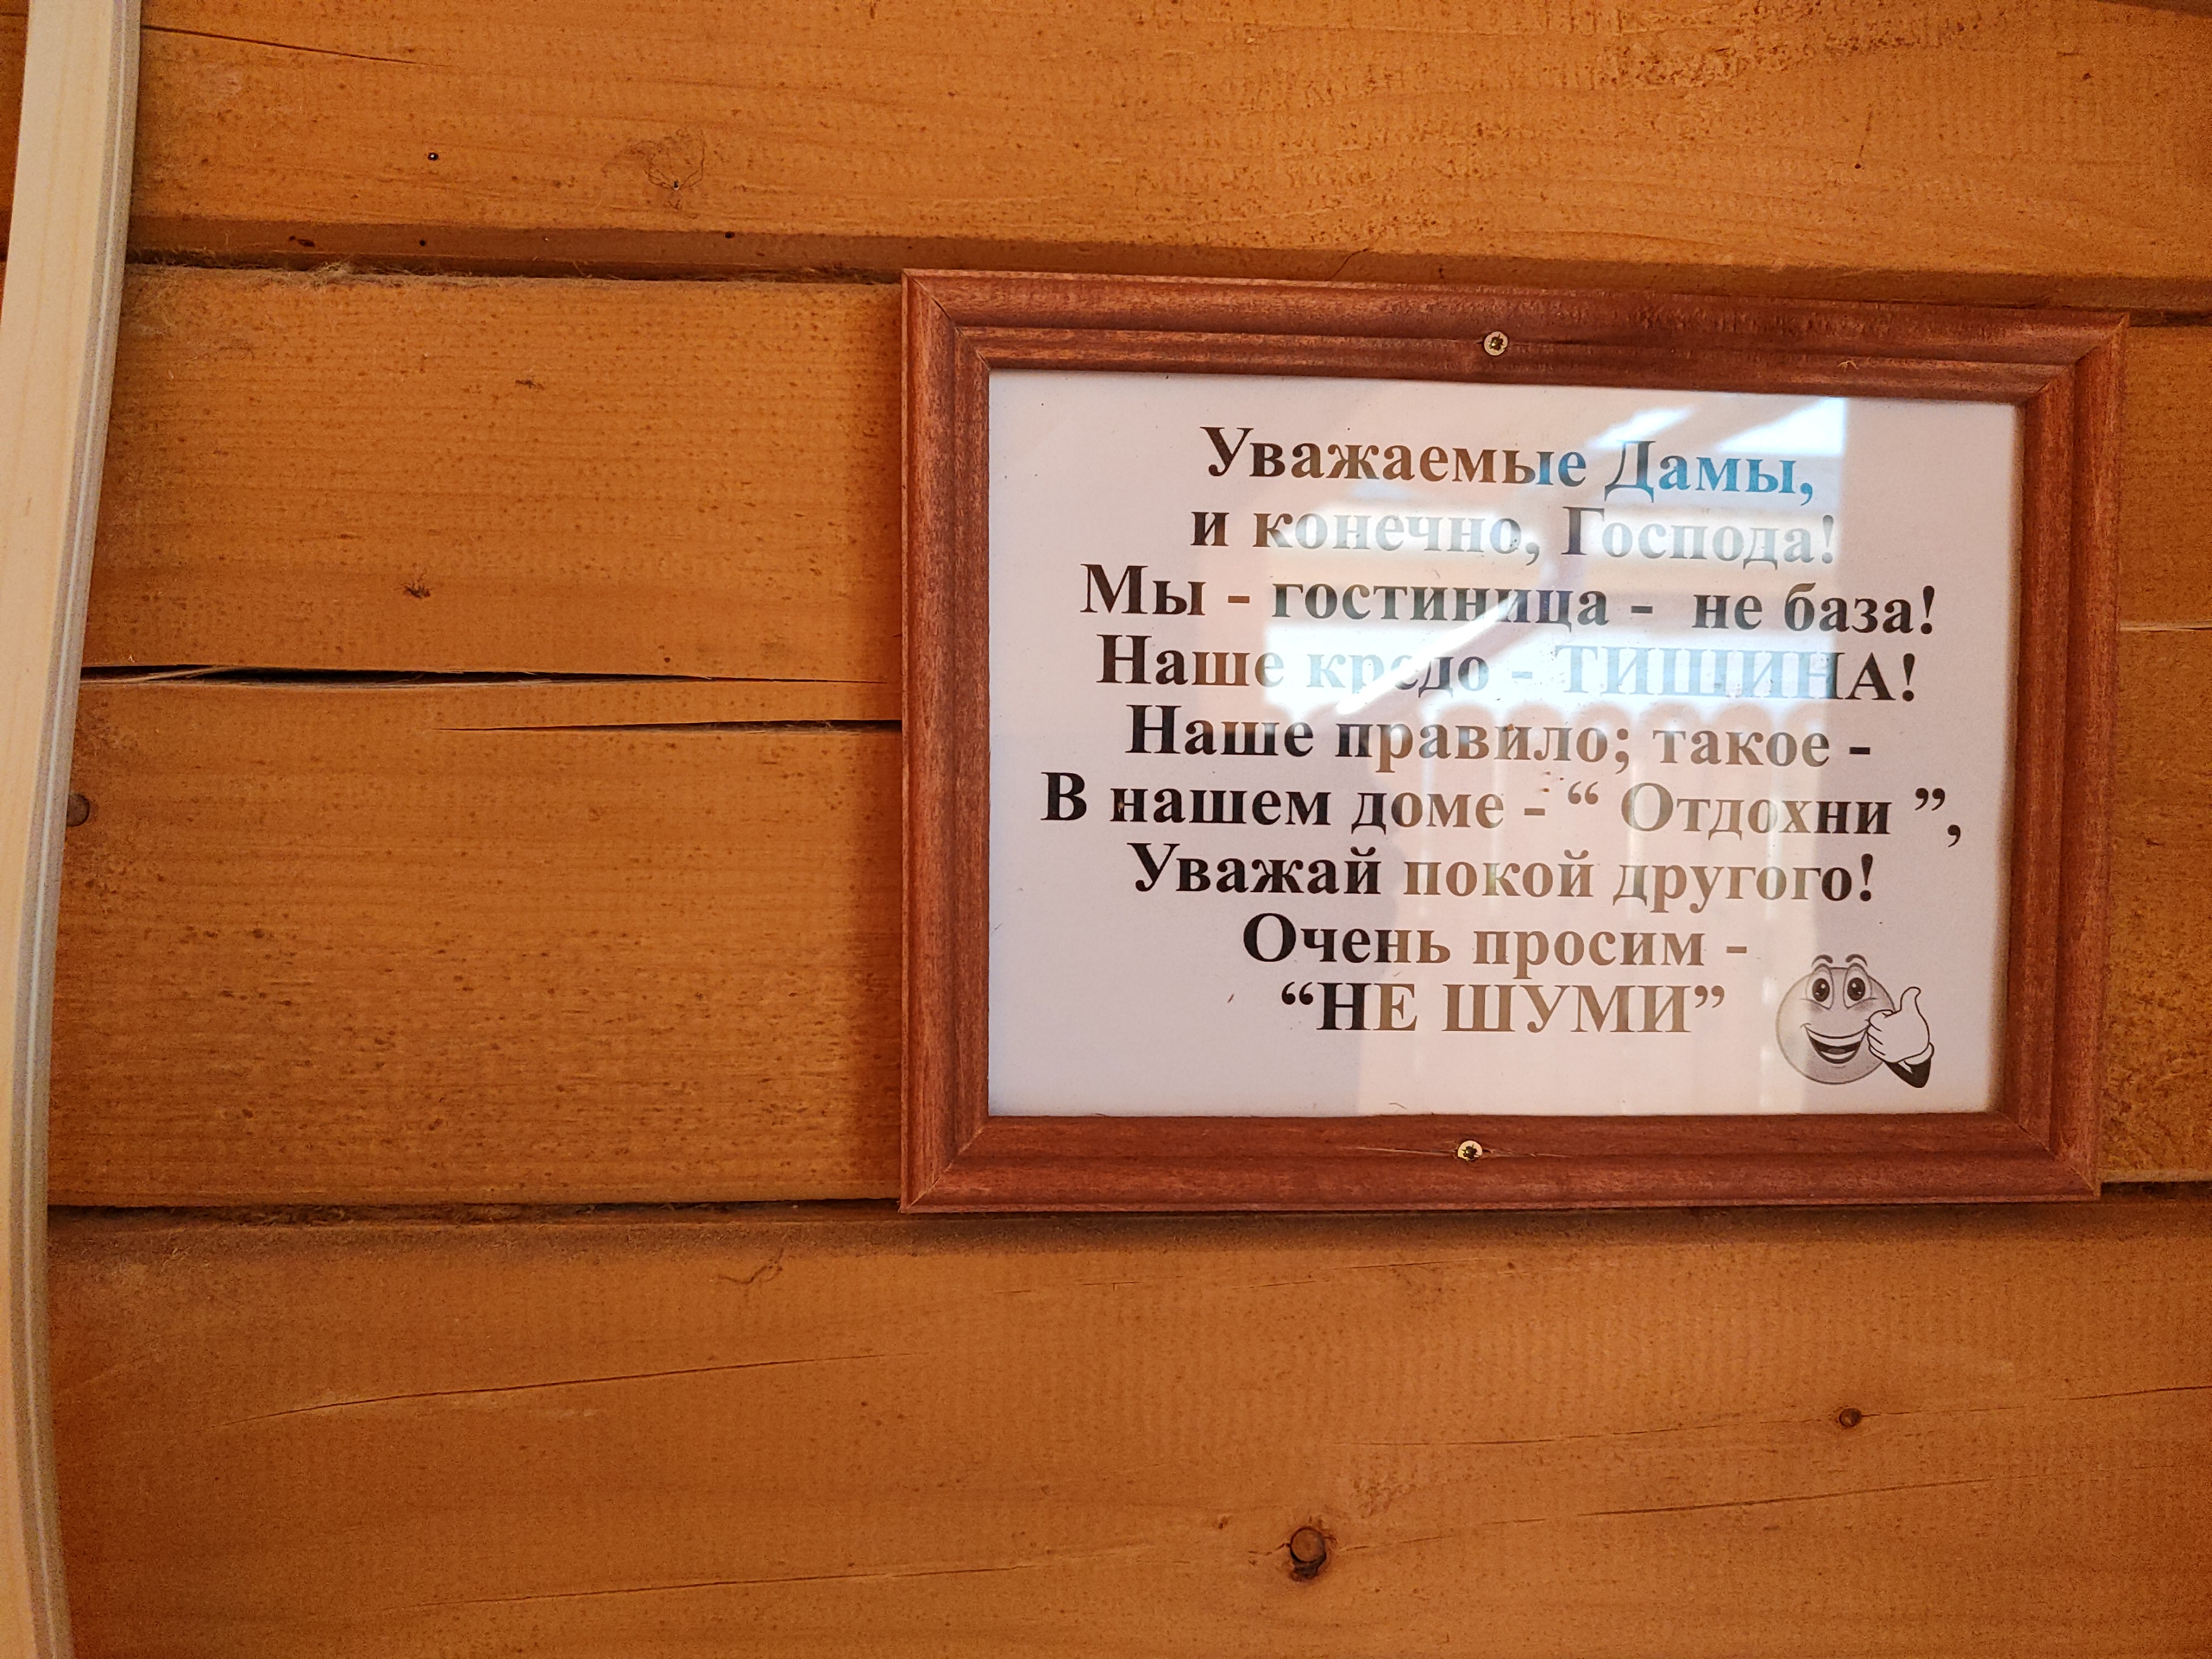 Уважаемые Дамы,
и конечно, Господа!
Мы - гостиница - не база!
Наше кредо - ТИШИНА!
Наше правило; такое -
В нашем доме - “ Отдохни ”,
Уважай покой другого!
Очень просим -
“НЕ ШУМИ”